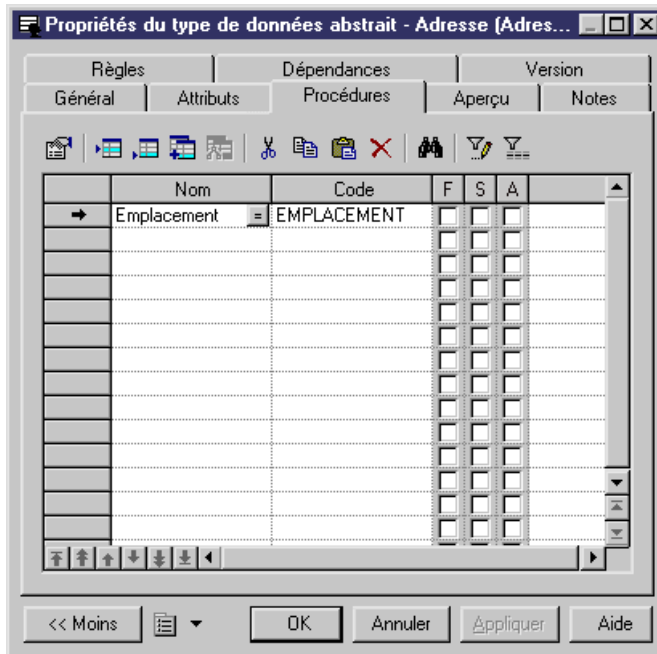 Propriétés du type de données abstrait - Adresse (Adres...
Règles Dépendances Version
Général Attributs Procédures Aperçu Notes
Nom Code F S A
Emplacement = EMPLACEMENT
<< Moins OK Annuler Appliquer Aide